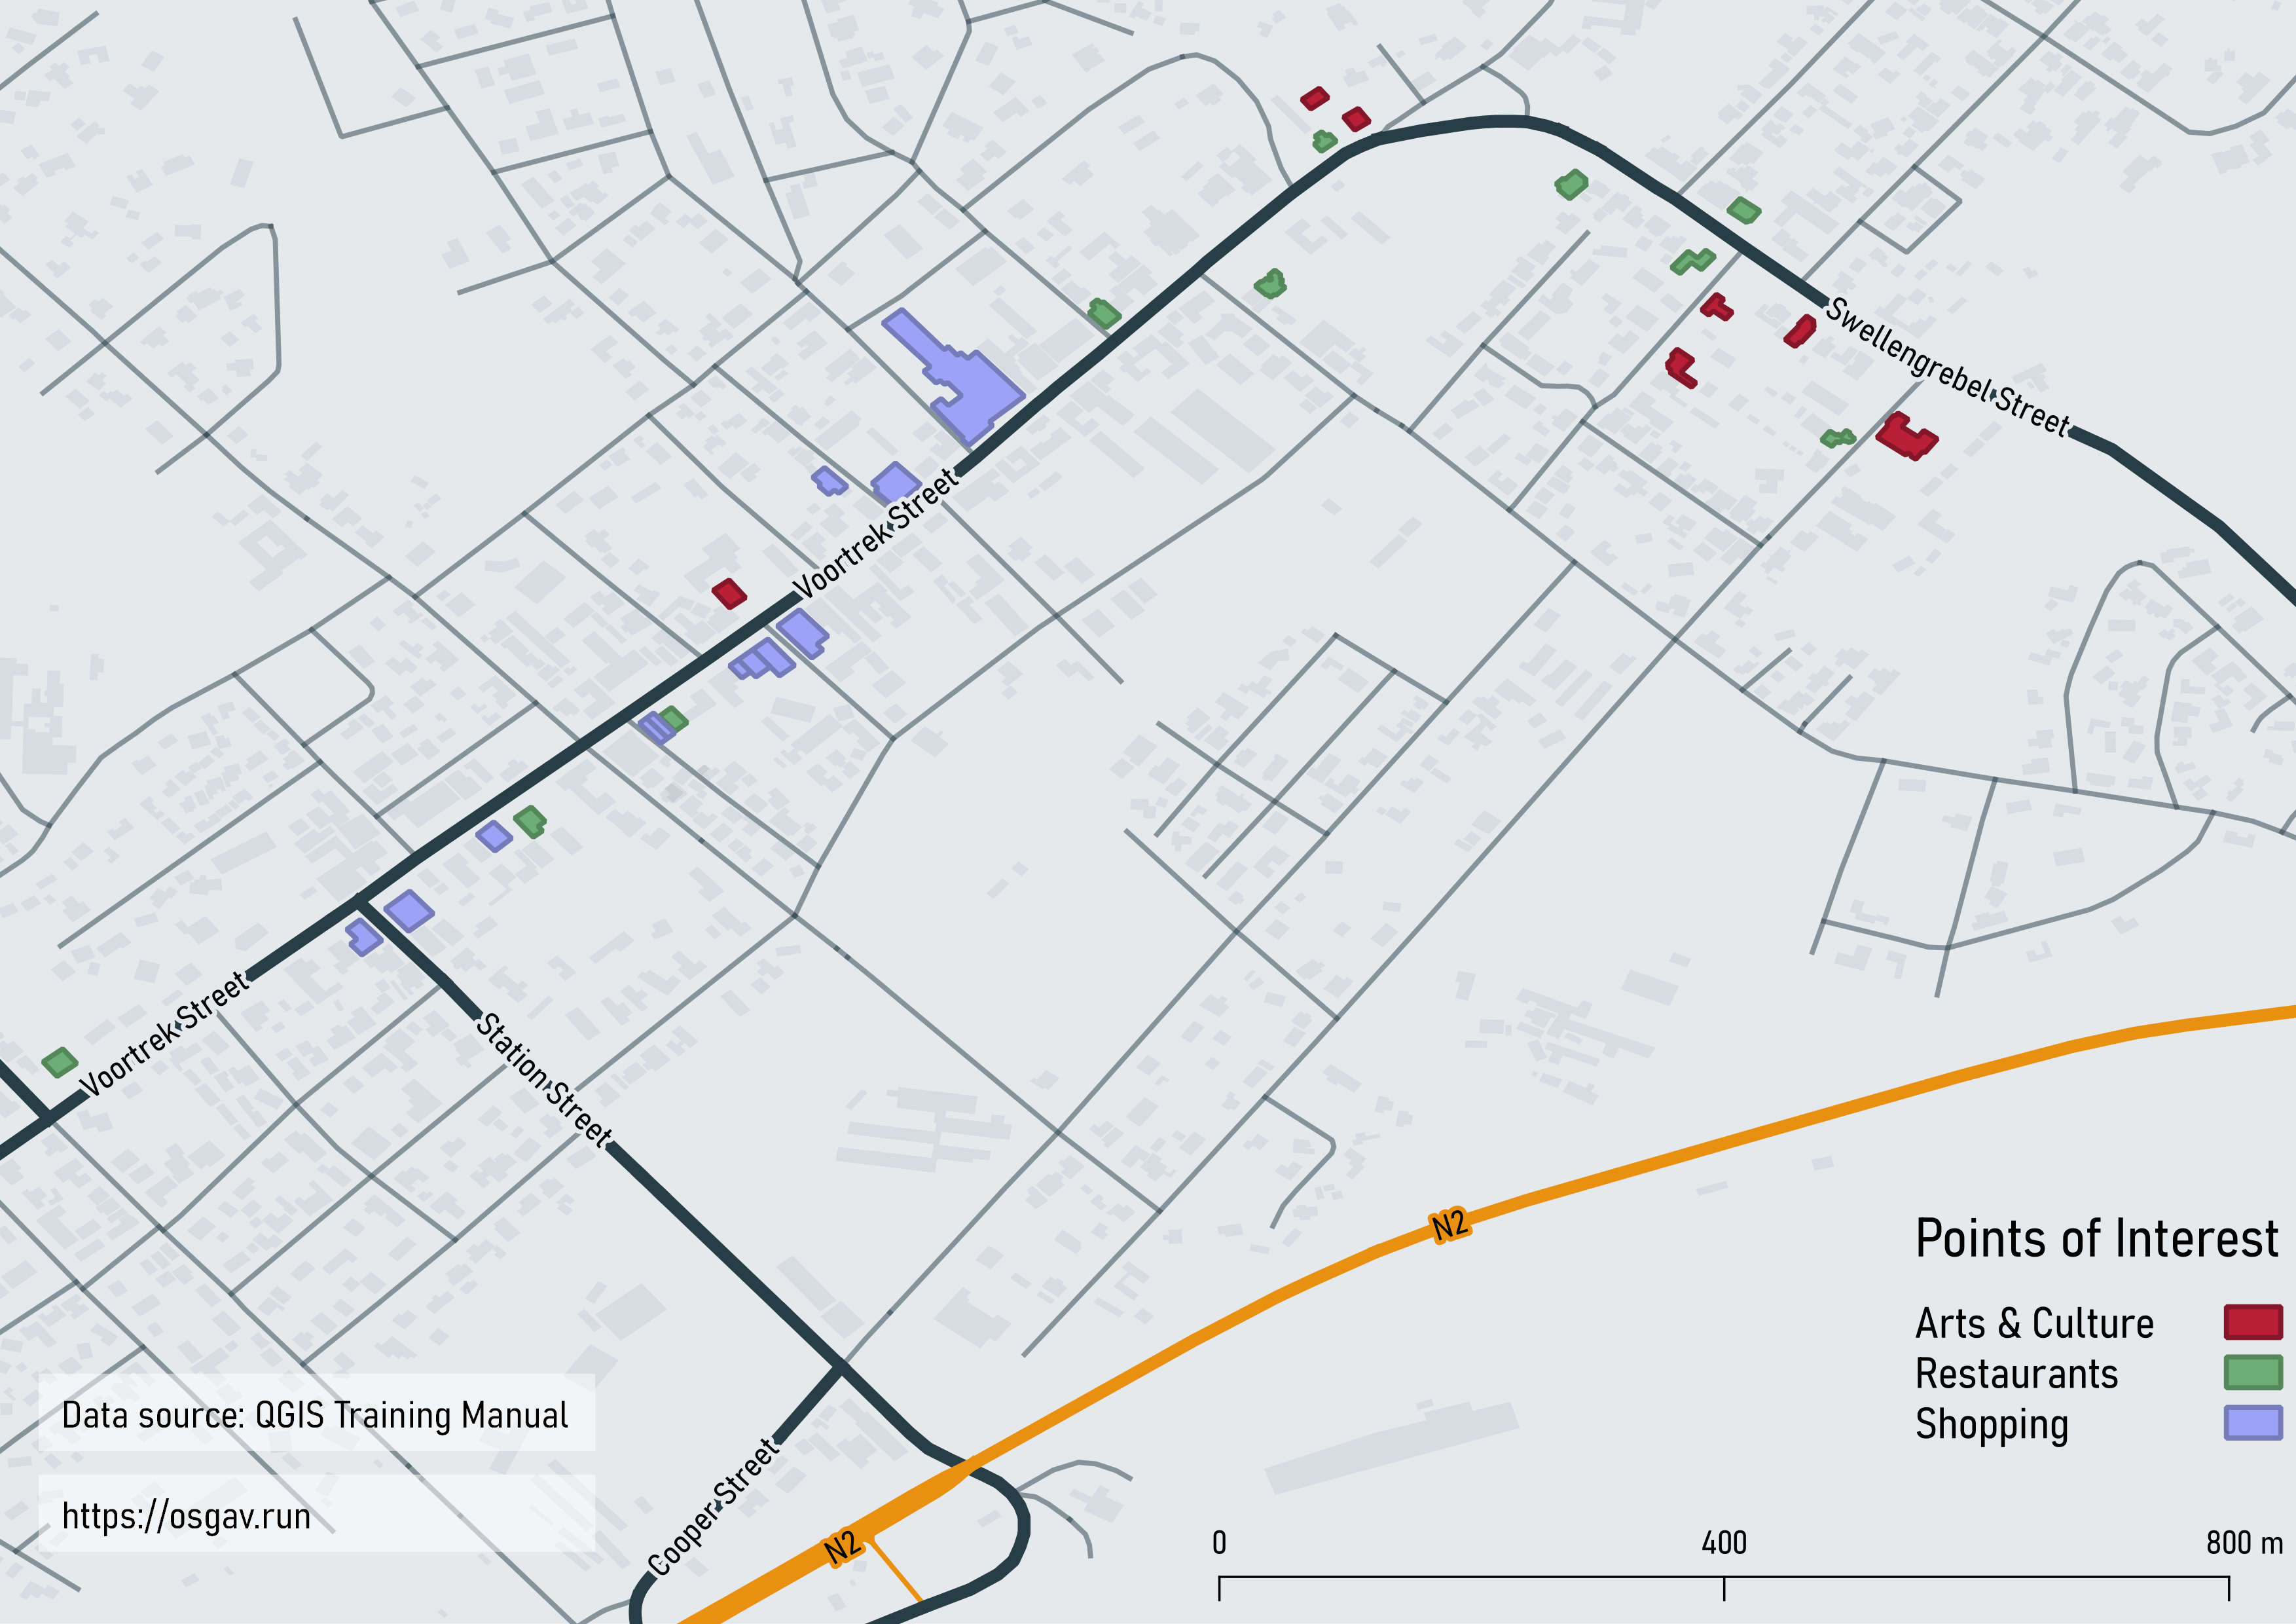 Swellengrebel Street
Voortrek Street
Voortrek Street
Station Street
N2
Points of Interest
Arts & Culture
Restaurants
Shopping
Data source: QGIS Training Manual
https://osgav.run
Cooper Street
N2
0 400 800 m